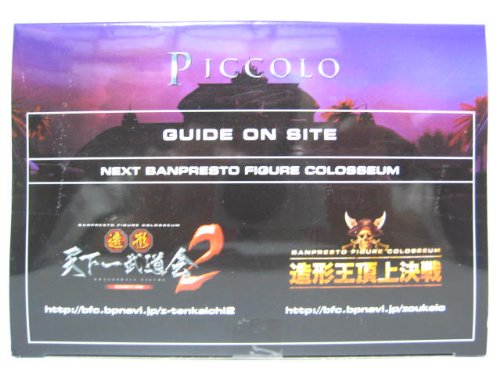 PICCOLO
GUIDE ON SITE
NEXT BANPRESTO FIGURE COLOSSEUM
BANPRESTO FIGURE COLOSSEUM
造形
天下一武道会2
http://bfc.bpnavi.jp/z-tenkaichi2
BANPRESTO FIGURE COLOSSEUM
造形王頂上決戦
http://bfc.bpnavi.jp/zoukeio